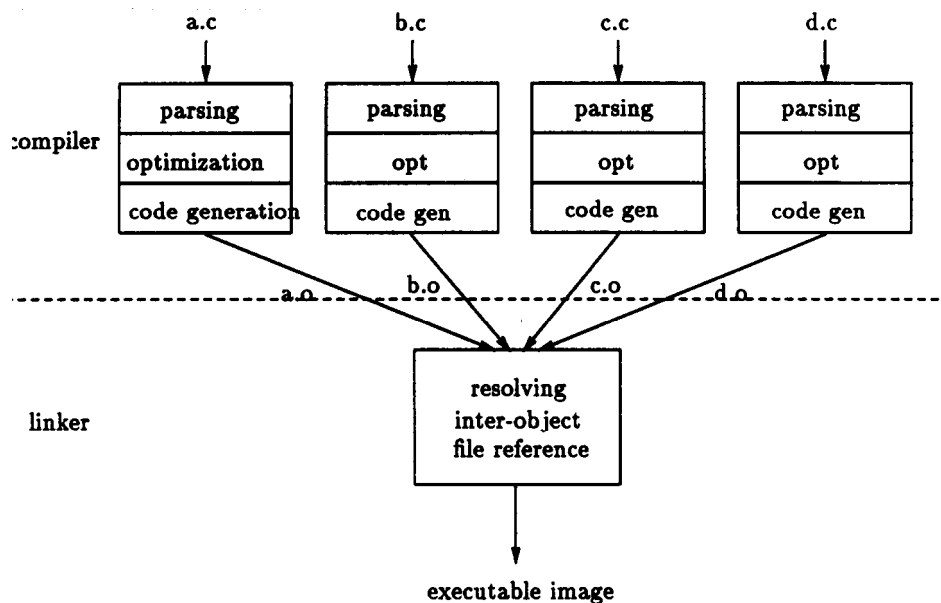 a.c
b.c
c.c
d.c
parsing
parsing
parsing
parsing
compiler
optimization
opt
opt
opt
code generation
code gen
code gen
code gen
a.o
b.o
c.o
d.o
resolving
inter-object
file reference
linker
executable image